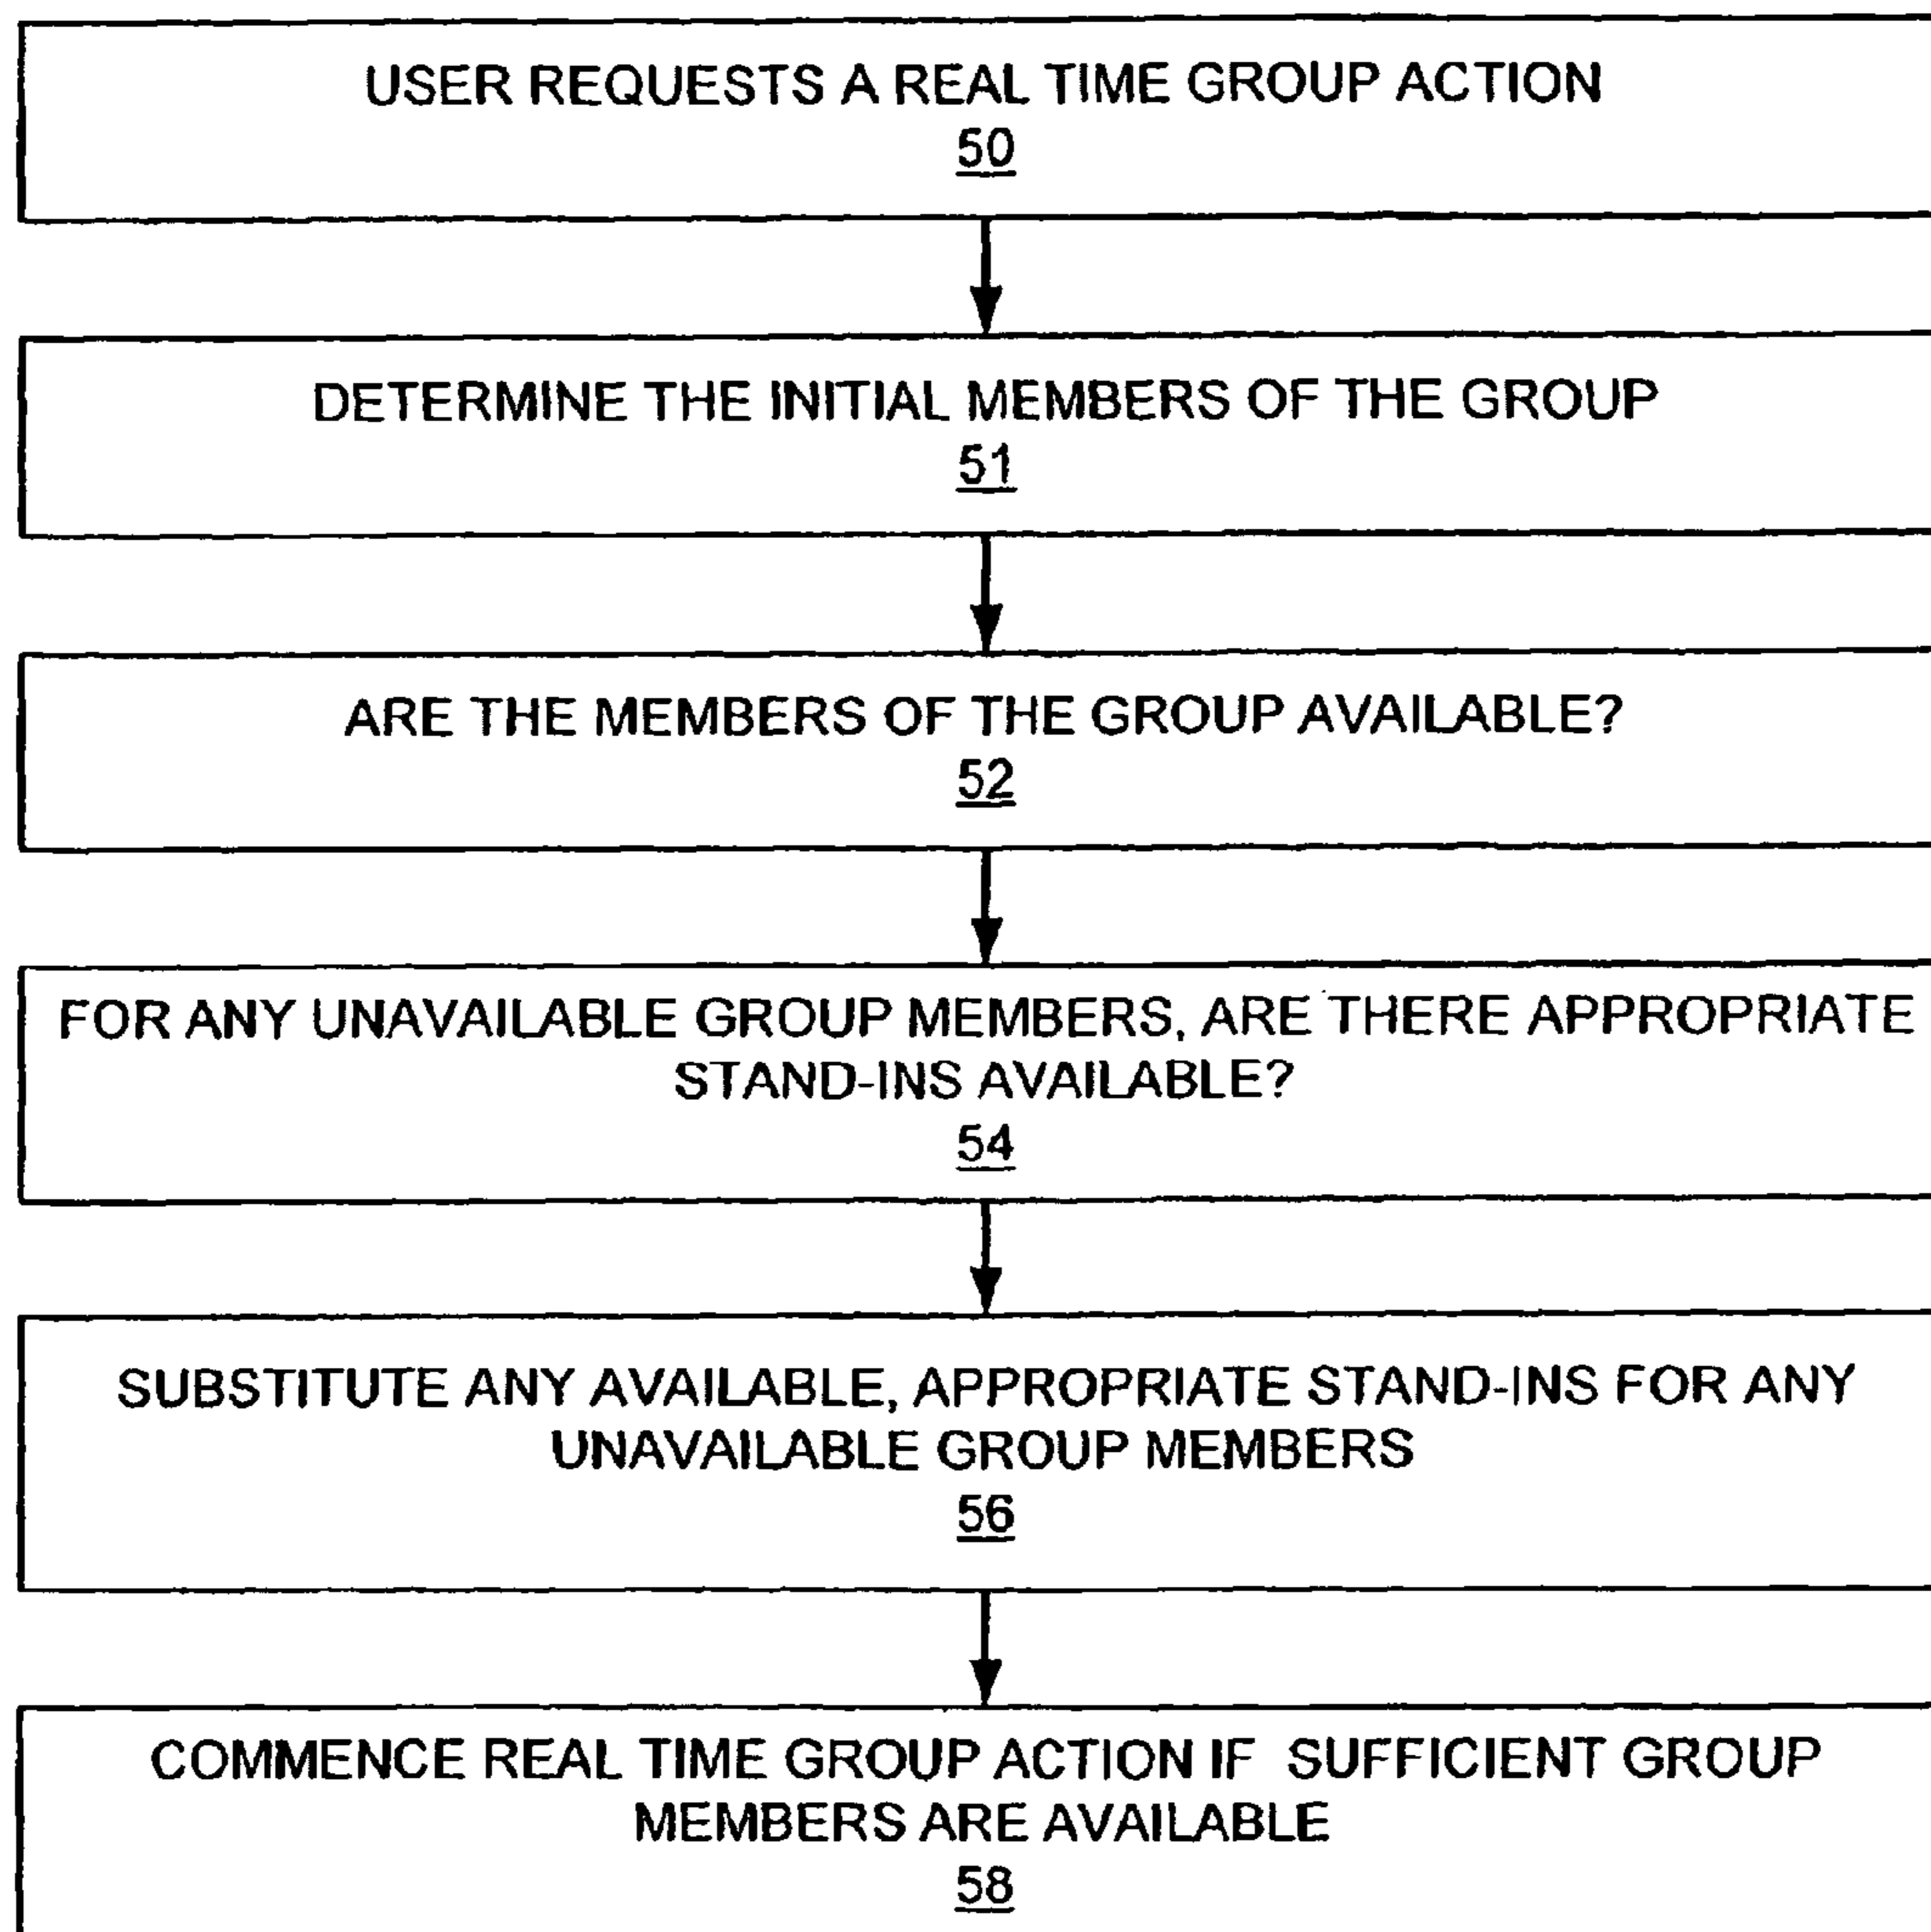 USER REQUESTS A REAL TIME GROUP ACTION
50
DETERMINE THE INITIAL MEMBERS OF THE GROUP
51
ARE THE MEMBERS OF THE GROUP AVAILABLE?
52
FOR ANY UNAVAILABLE GROUP MEMBERS, ARE THERE APPROPRIATE
STAND-INS AVAILABLE?
54
SUBSTITUTE ANY AVAILABLE, APPROPRIATE STAND-INS FOR ANY
UNAVAILABLE GROUP MEMBERS
56
COMMENCE REAL TIME GROUP ACTION IF SUFFICIENT GROUP
MEMBERS ARE AVAILABLE
58